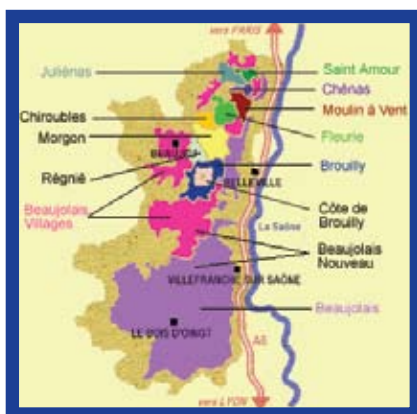 vers PARIS
Juliénas
Saint Amour
Chénas
Moulin à Vent
Chiroubles
Fleurie
Morgon
Régnié
Brouilly
BELLEVILLE
Beaujolais
Villages
Côte de
Brouilly
La Saône
Beaujolais
Nouveau
VILLEFRANCHE SUR SAÔNE
Beaujolais
LE BOIS D'OINGT
A6
vers LYON